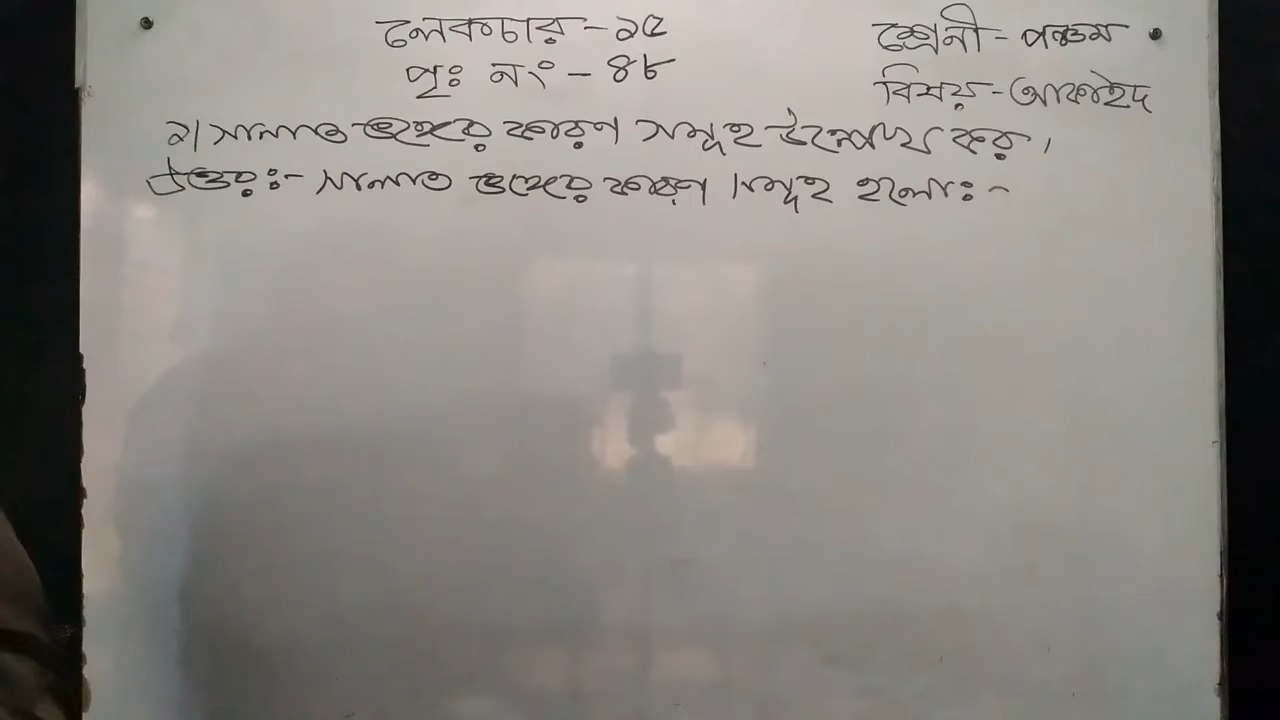 লেকচার-১৫
পৃঃ নং-৪৮
শ্রেনী-পঞ্চম
বিষয়-আকাইদ
২। সালাত ভঙ্গের কারণ সমূহ উল্লেখ কর।
উত্তরঃ- সালাত ভঙ্গের কারণ সমূহ হলোঃ-